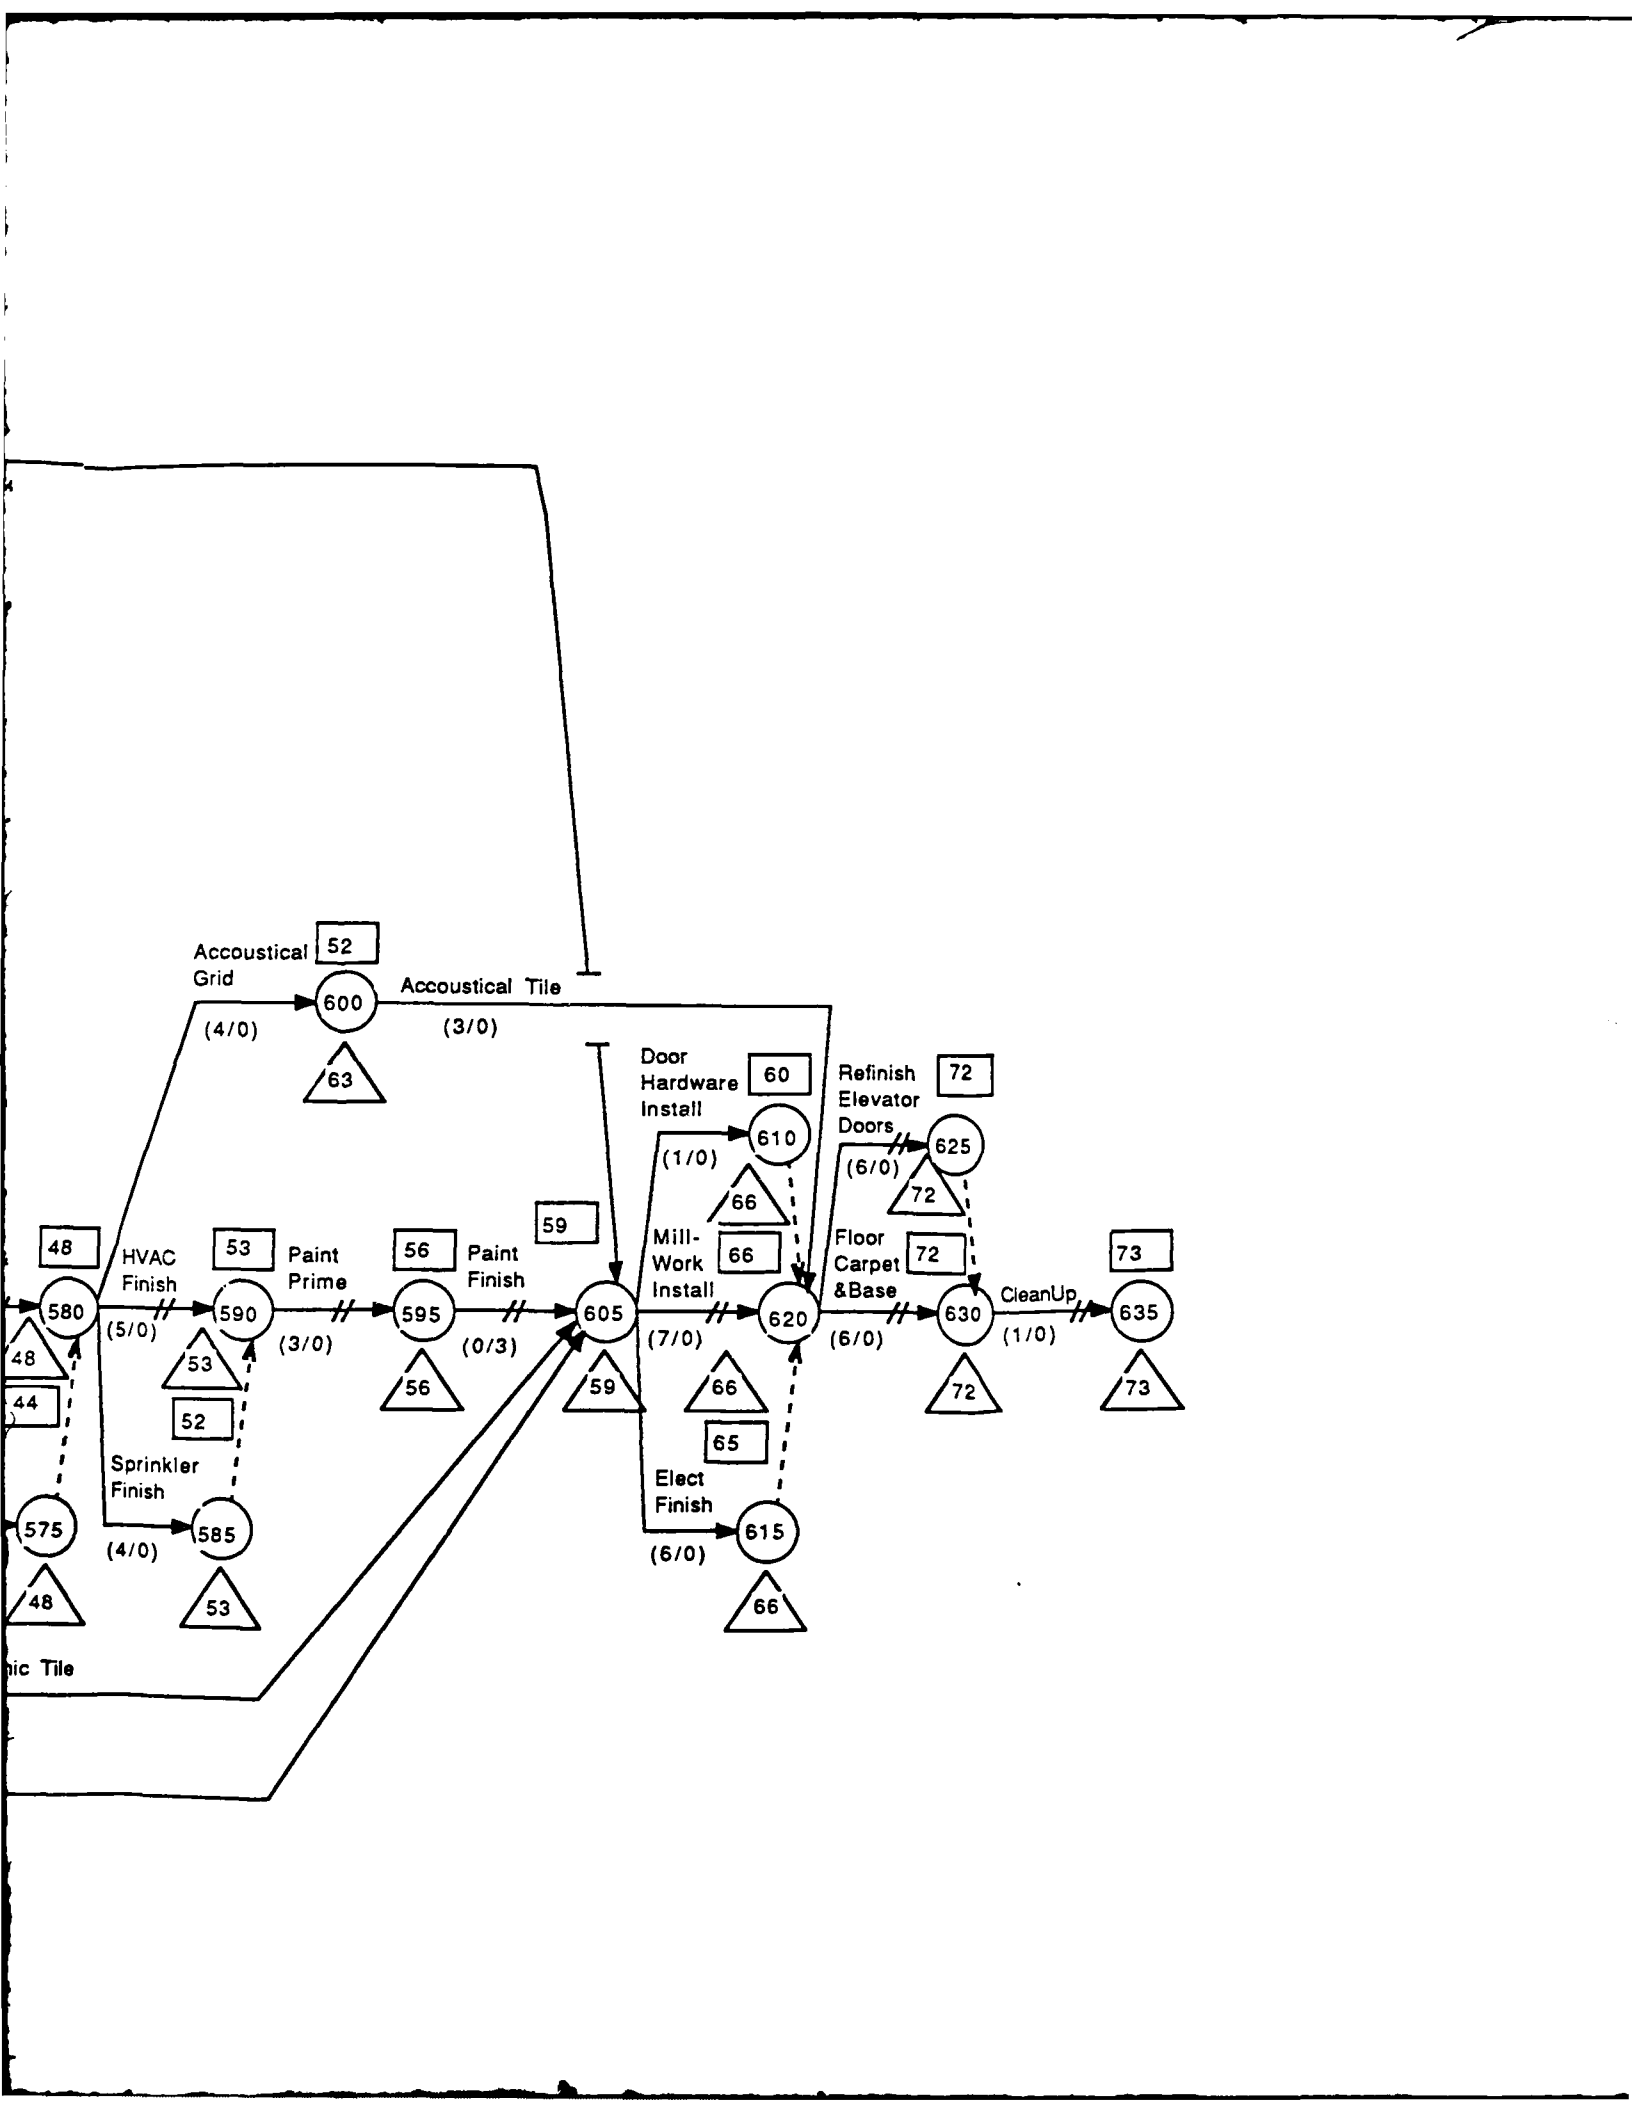 52
Accoustical
Grid
600
Accoustical Tile
(4/0)
(3/0)
63
Door
Hardware
Install
60
610
(1/0)
66
Refinish
Elevator
Doors
72
625
(6/0)
72
48
580
48
44
HVAC
Finish
(5/0)
53
590
53
52
Paint
Prime
(3/0)
56
595
56
Paint
Finish
(0/3)
59
605
59
Mill-
Work
Install
(7/0)
66
620
66
65
Floor
Carpet
&Base
(6/0)
72
630
72
CleanUp
(1/0)
73
635
73
575
48
Sprinkler
Finish
(4/0)
585
53
Elect
Finish
(6/0)
615
66
nic Tile